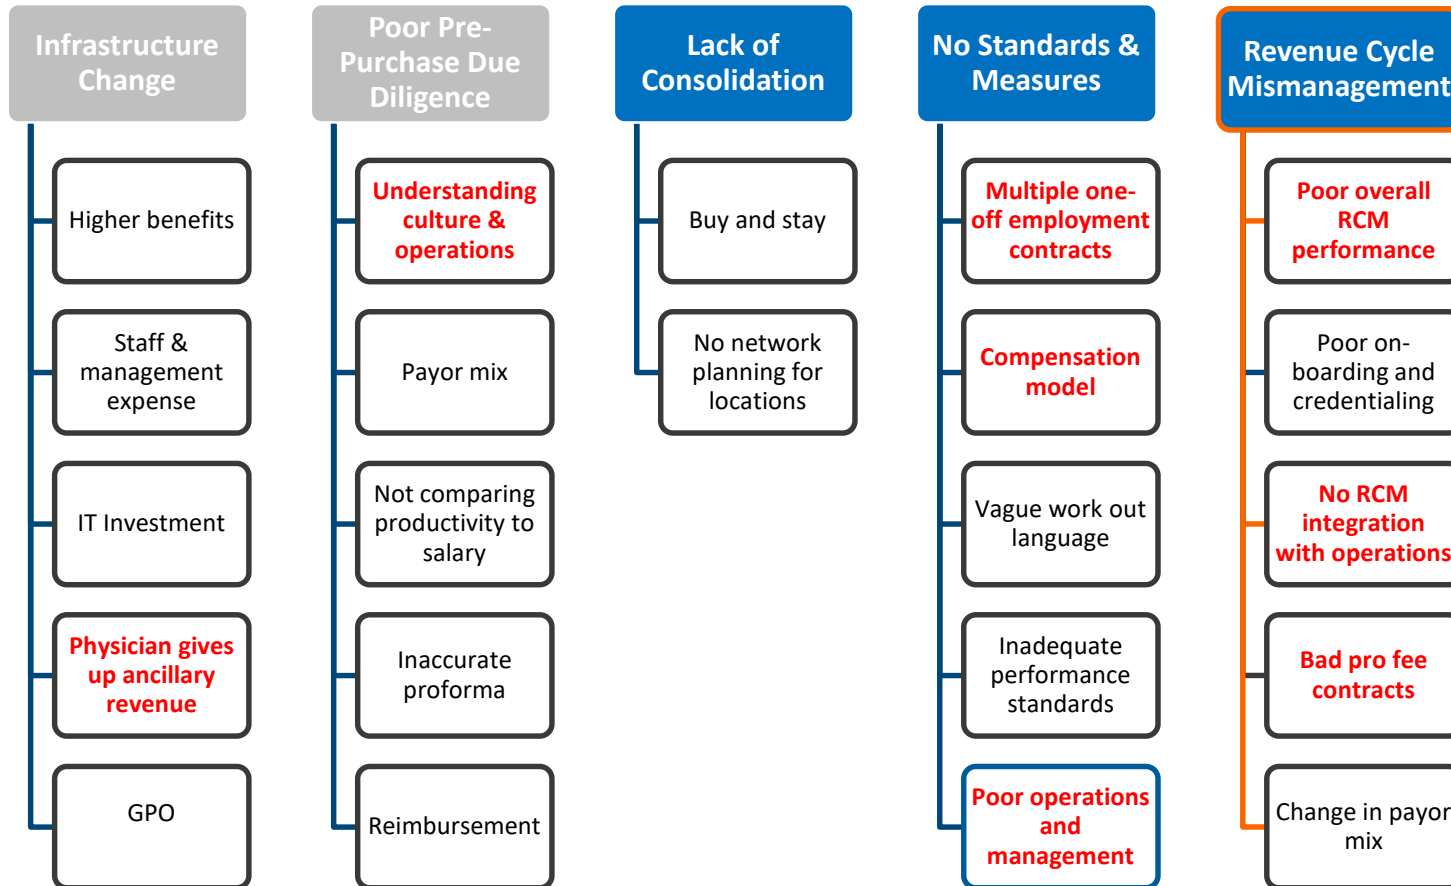 Infrastructure
Change
Higher benefits
Staff &
management
expense
IT Investment
Physician gives
up ancillary
revenue
GPO
Poor Pre-
Purchase Due
Diligence
Understanding
culture &
operations
Payor mix
Not comparing
productivity to
salary
Inaccurate
proforma
Reimbursement
Lack of
Consolidation
Buy and stay
No network
planning for
locations
No Standards &
Measures
Multiple one-
off employment
contracts
Compensation
model
Vague work out
language
Inadequate
performance
standards
Poor operations
and
management
Revenue Cycle
Mismanagement
Poor overall
RCM
performance
Poor on-
boarding and
credentialing
No RCM
integration
with operations
Bad pro fee
contracts
Change in payor
mix